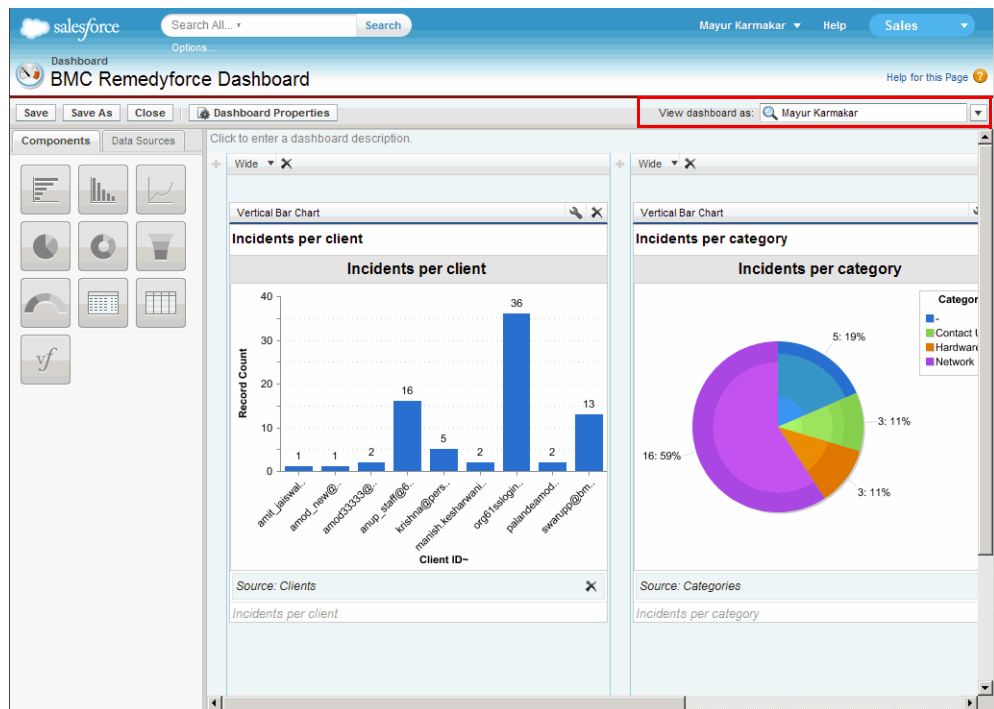 salesforce
Search All...
Search
Options...
Mayur Karmakar
Help
Sales
Dashboard
BMC Remedyforce Dashboard
Help for this Page
Save
Save As
Close
Dashboard Properties
View dashboard as:
Mayur Karmakar
Components
Data Sources
Click to enter a dashboard description.
Wide
Vertical Bar Chart
Incidents per client
Incidents per client
40
30
20
10
0
Record Count
1
1
2
16
5
2
36
2
13
amit_jaiswal..
amod_new@..
amod33333@..
anup_staff@6..
krishna@pers..
manish.kesharwani..
org61sslogin..
palandeamod..
swarupp@bm..
Client ID~
Source: Clients
Incidents per client
Wide
Vertical Bar Chart
Incidents per category
Incidents per category
Categor
-
Contact U
Hardware
Network
5: 19%
3: 11%
3: 11%
16: 59%
Source: Categories
Incidents per category
vf